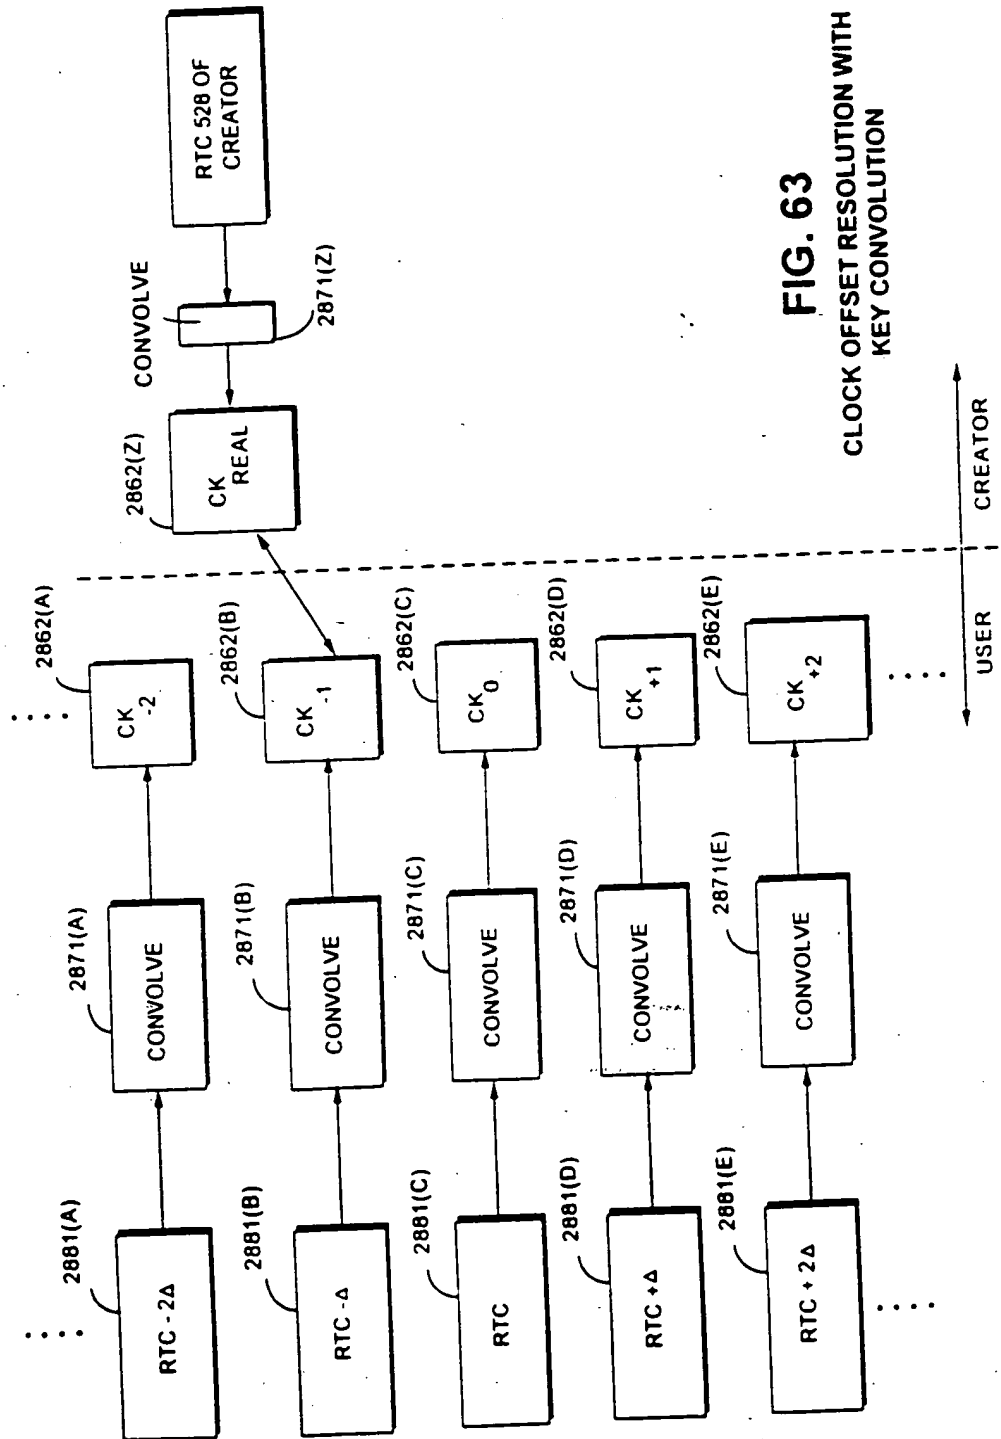 RTC 528 OF
CREATOR
CONVOLVE
2871(Z)
2862(Z)
CK
REAL
....
2862(A)
CK -2
2871(A)
CONVOLVE
....
2881(A)
RTC - 2Δ
2862(B)
CK -1
2871(B)
CONVOLVE
2881(B)
RTC -Δ
2862(C)
CK 0
2871(C)
CONVOLVE
2881(C)
RTC
2862(D)
CK +1
2871(D)
CONVOLVE
2881(D)
RTC +Δ
2862(E)
CK +2
2871(E)
CONVOLVE
2881(E)
RTC + 2Δ
....
....
USER
CREATOR
FIG. 63
CLOCK OFFSET RESOLUTION WITH
KEY CONVOLUTION